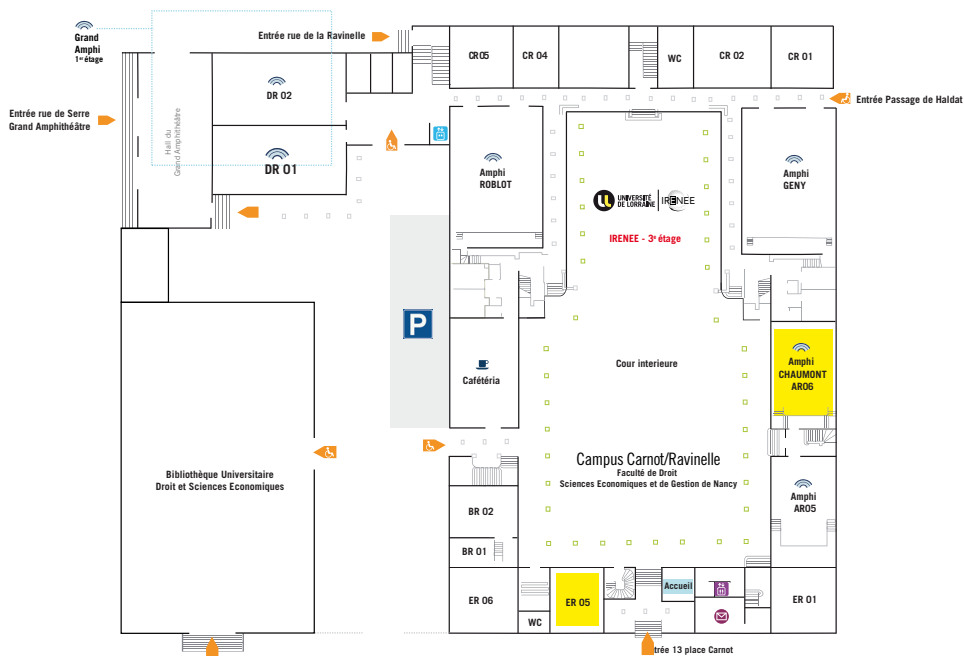 Grand
Amphi
1er étage
Entrée rue de la Ravinelle
CR05
CR 04
WC
CR 02
CR 01
Entrée rue de Serre
Grand Amphithéâtre
Hall du
Grand Amphithéâtre
DR 02
DR 01
Entrée Passage de Haldat
Amphi
ROBLOT
Amphi
GENY
UNIVERSITÉ
DE LORRAINE
IRENEE
IRENEE - 3e étage
P
Cafétéria
Cour interieure
Amphi
CHAUMONT
AR06
Bibliothèque Universitaire
Droit et Sciences Economiques
Campus Carnot/Ravinelle
Faculté de Droit
Sciences Economiques et de Gestion de Nancy
Amphi
AR05
BR 02
BR 01
ER 06
WC
ER 05
Accueil
ER 01
trée 13 place Carnot